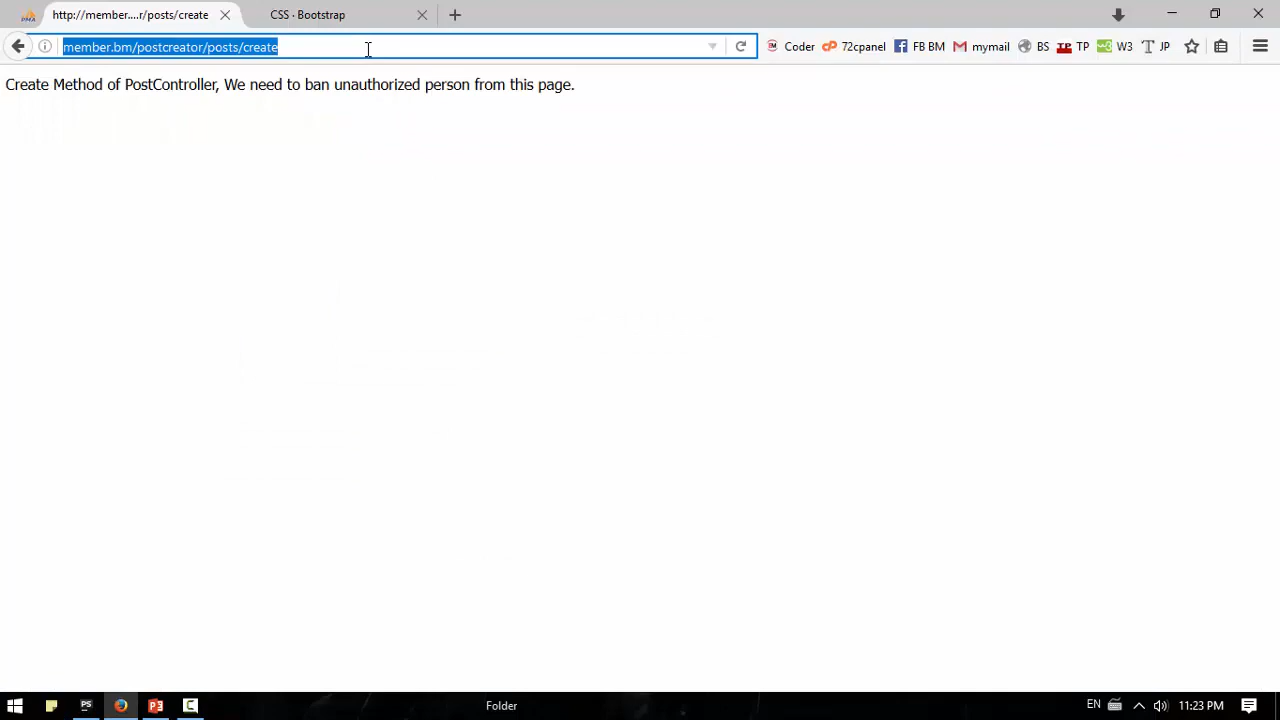 http://member....r/posts/create
CSS · Bootstrap
member.bm/postcreator/posts/create
Coder
72cpanel
FB BM
mymail
BS
TP
W3
JP
Create Method of PostController, We need to ban unauthorized person from this page.
Folder
EN
11:23 PM